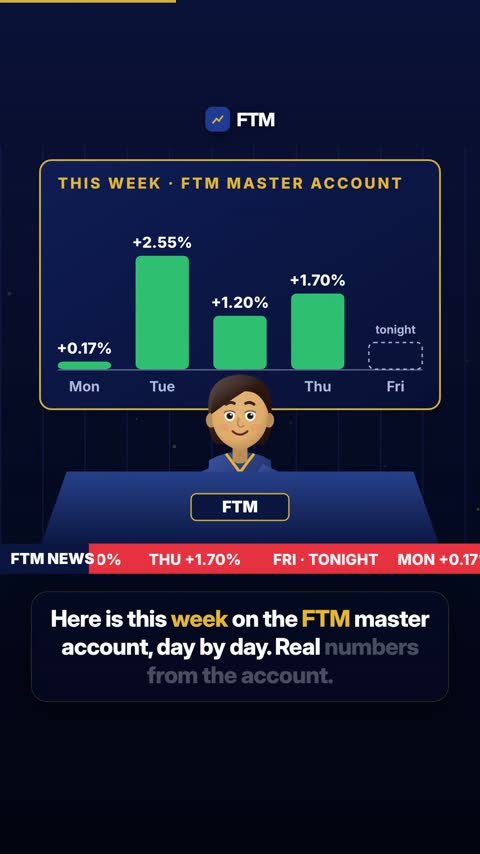 FTM
THIS WEEK · FTM MASTER ACCOUNT
+2.55%
+1.70%
+1.20%
tonight
+0.17%
Mon Tue Thu Fri
FTM
FTM NEWS 0% THU +1.70% FRI · TONIGHT MON +0.17
Here is this week on the FTM master
account, day by day. Real numbers
from the account.